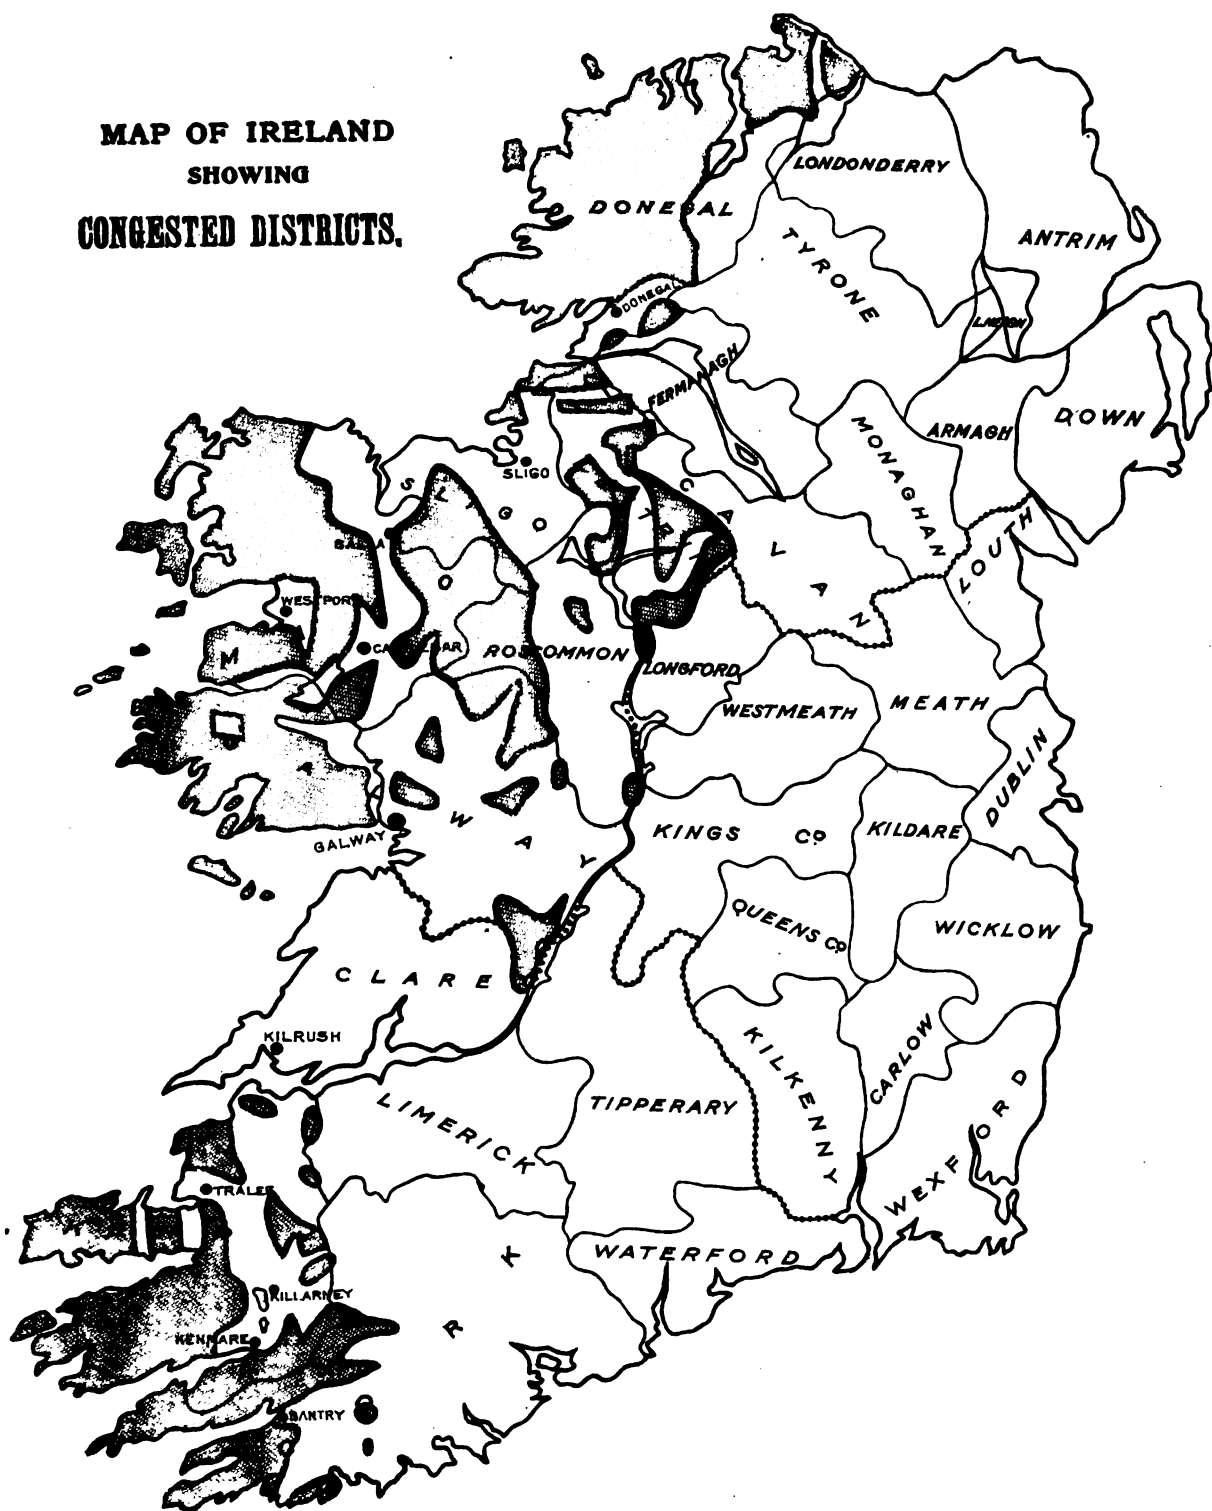 MAP OF IRELAND
SHOWING
CONGESTED DISTRICTS.
LONDONDERRY
DONEGAL
ANTRIM
TYRONE
DONEGAL
FERMANAGH
DOWN
ARMAGH
MONAGHAN
SLIGO
SLIGO
CAVAN
LOUTH
WESTPORT
ROSCOMMON
LONGFORD
MEATH
WESTMEATH
DUBLIN
KINGS Co
KILDARE
GALWAY
QUEENS Co
WICKLOW
CLARE
KILRUSH
CARLOW
KILKENNY
LIMERICK
TIPPERARY
WEXFORD
TRALEE
WATERFORD
KILLARNEY
KENMARE
BANTRY